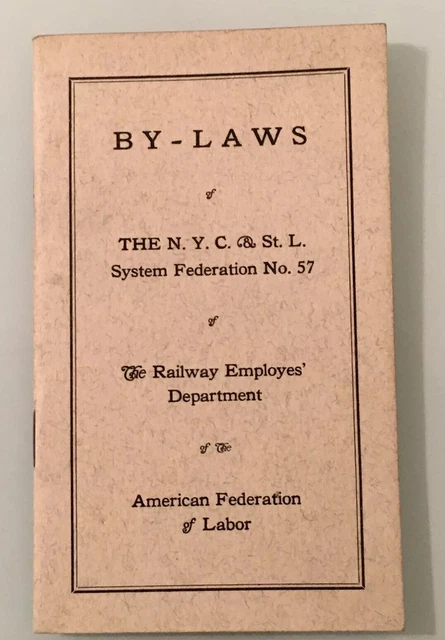 BY-LAWS
of
THE N. Y. C. & St. L.
System Federation No. 57
of
The Railway Employes'
Department
of The
American Federation
of Labor